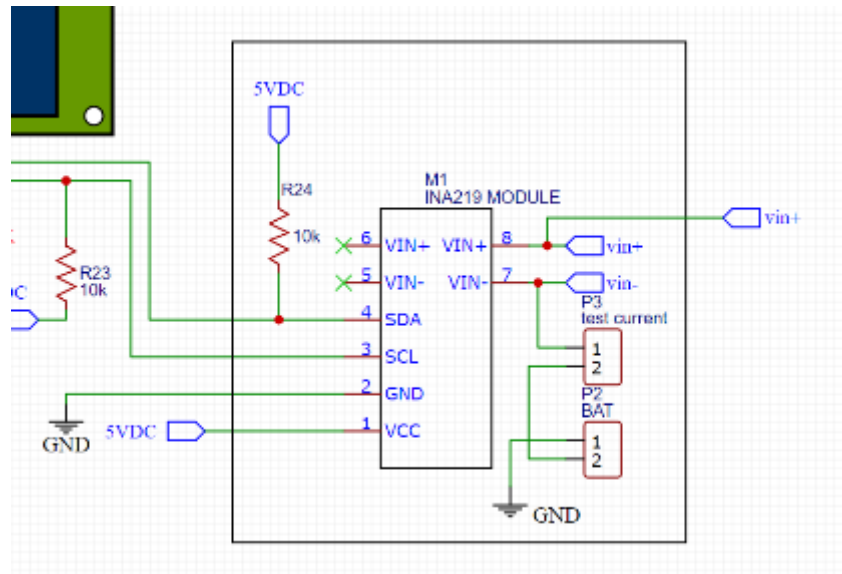 5VDC
R24
10k
M1
INA219 MODULE
6 VIN+ VIN+ 8
5 VIN- VIN- 7
4 SDA
3 SCL
2 GND
1 VCC
vin+
vin+
vin-
R23
10k
P3
test current
1
2
P2
BAT
1
2
GND
5VDC
GND